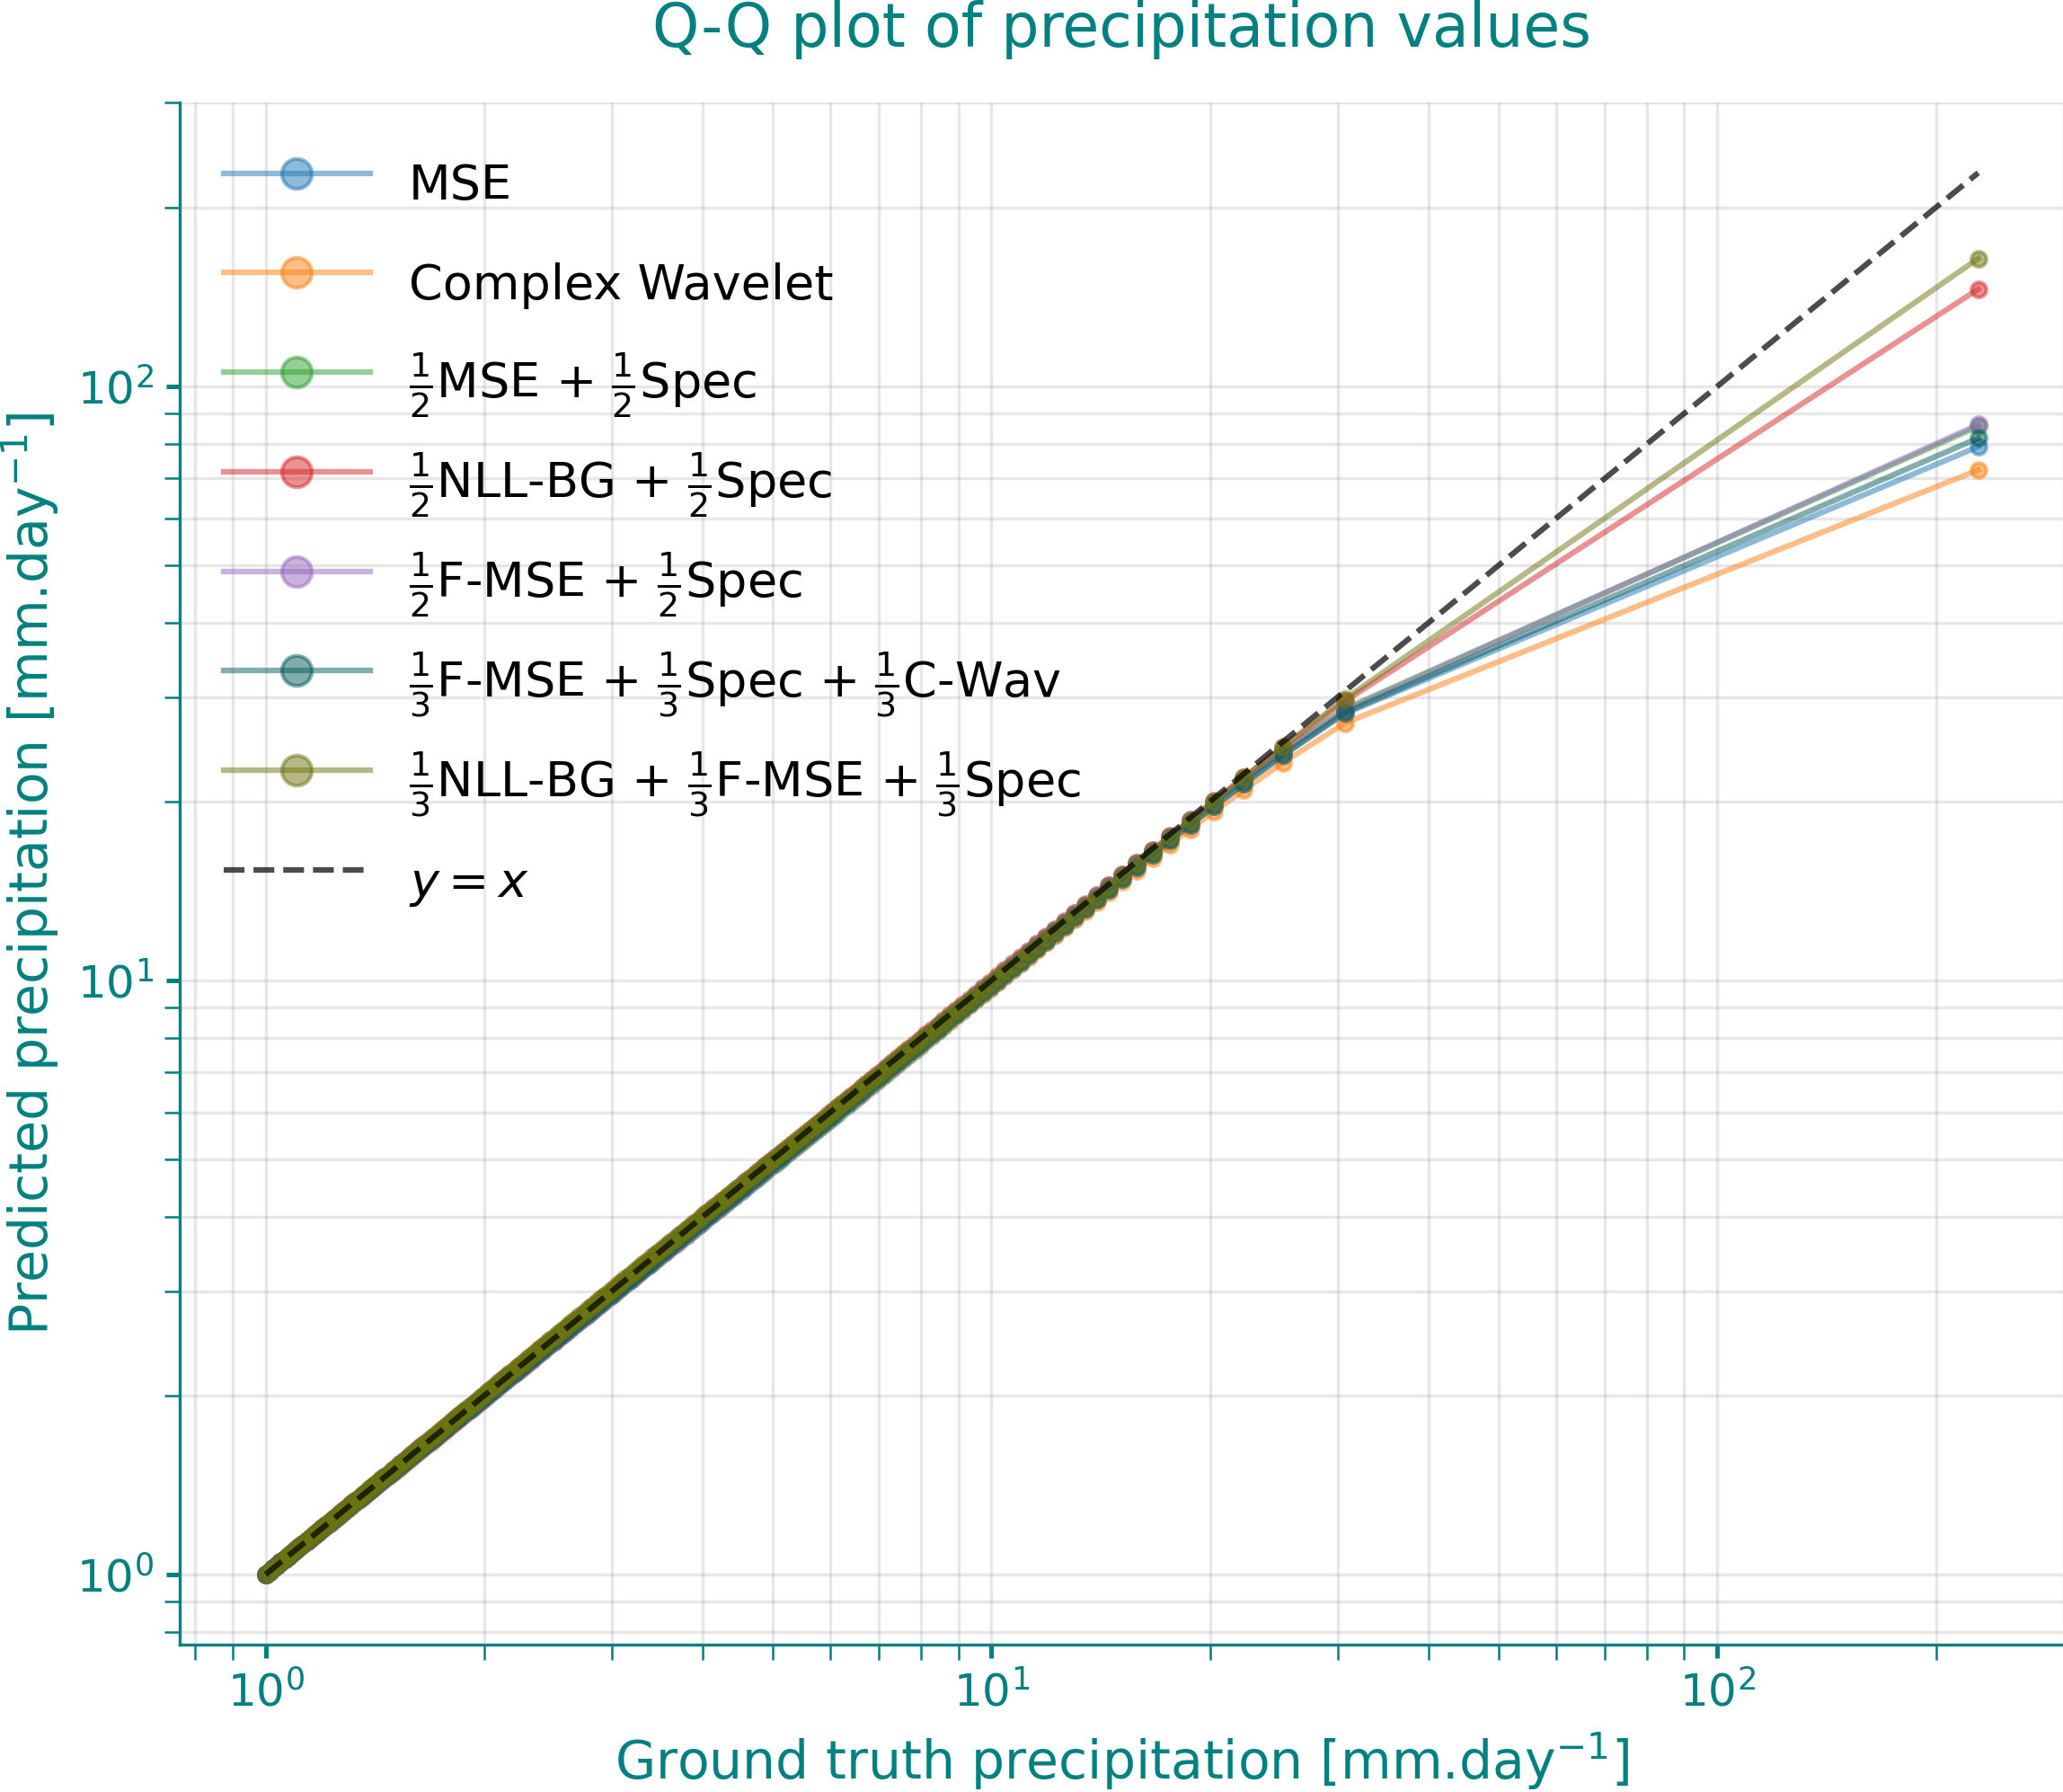 Q-Q plot of precipitation values
MSE
Complex Wavelet
½MSE + ½Spec
½NLL-BG + ½Spec
½F-MSE + ½Spec
⅓F-MSE + ⅓Spec + ⅓C-Wav
⅓NLL-BG + ⅓F-MSE + ⅓Spec
y = x
Predicted precipitation [mm.day⁻¹]
10²
10¹
10⁰
10⁰ 10¹ 10²
Ground truth precipitation [mm.day⁻¹]